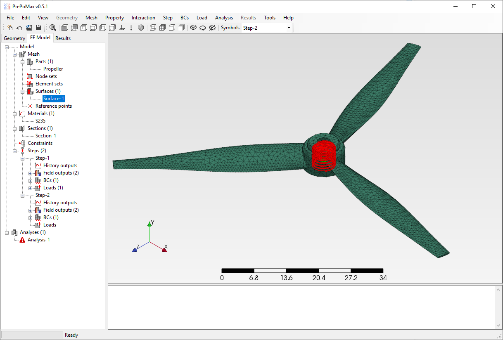 PrePoMax v0.5.1
File Edit View Geometry Mesh Property Interaction Step BCs Load Analysis Results Tools Help
Symbols: Step-2
Geometry FE Model Results
Model
Mesh
Parts (1)
Propeller
Node sets
Element sets
Surfaces (1)
Reference points
Materials (1)
S235
Sections (1)
Section-1
Constraints
Steps (2)
Step-1
History outputs
Field outputs (2)
BCs (1)
Loads (1)
Step-2
History outputs
Field outputs (2)
BCs (1)
Loads
Analyses (1)
Analysis-1
Y
X
0 6.8 13.6 20.4 27.2 34
Ready